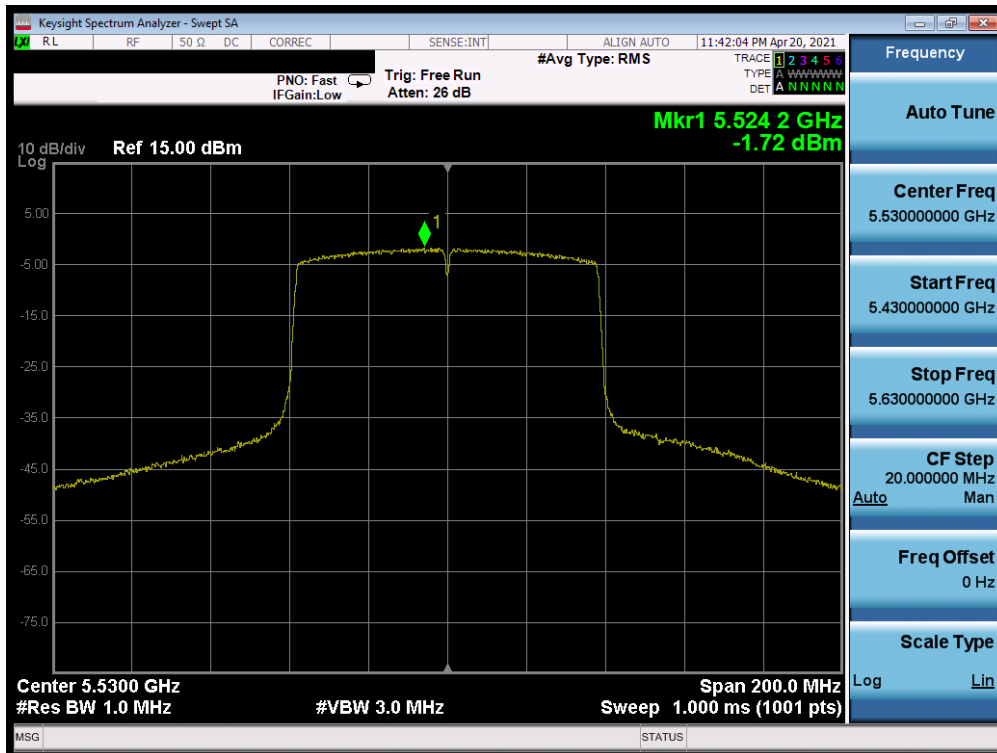 Keysight Spectrum Analyzer - Swept SA
LXI RL RF 50 Ω DC CORREC SENSE:INT ALIGN AUTO 11:42:04 PM Apr 20, 2021
#Avg Type: RMS
TRACE 1 2 3 4 5 6
PNO: Fast Trig: Free Run
TYPE A WWWWW
IFGain:Low Atten: 26 dB
DET A N N N N N
Mkr1 5.524 2 GHz
-1.72 dBm
10 dB/div Ref 15.00 dBm
Log
1
5.00
-5.00
-15.0
-25.0
-35.0
-45.0
-55.0
-65.0
-75.0
Center 5.5300 GHz Span 200.0 MHz
#Res BW 1.0 MHz #VBW 3.0 MHz Sweep 1.000 ms (1001 pts)
MSG STATUS
Frequency
Auto Tune
Center Freq
5.530000000 GHz
Start Freq
5.430000000 GHz
Stop Freq
5.630000000 GHz
CF Step
20.000000 MHz
Auto Man
Freq Offset
0 Hz
Scale Type
Log Lin